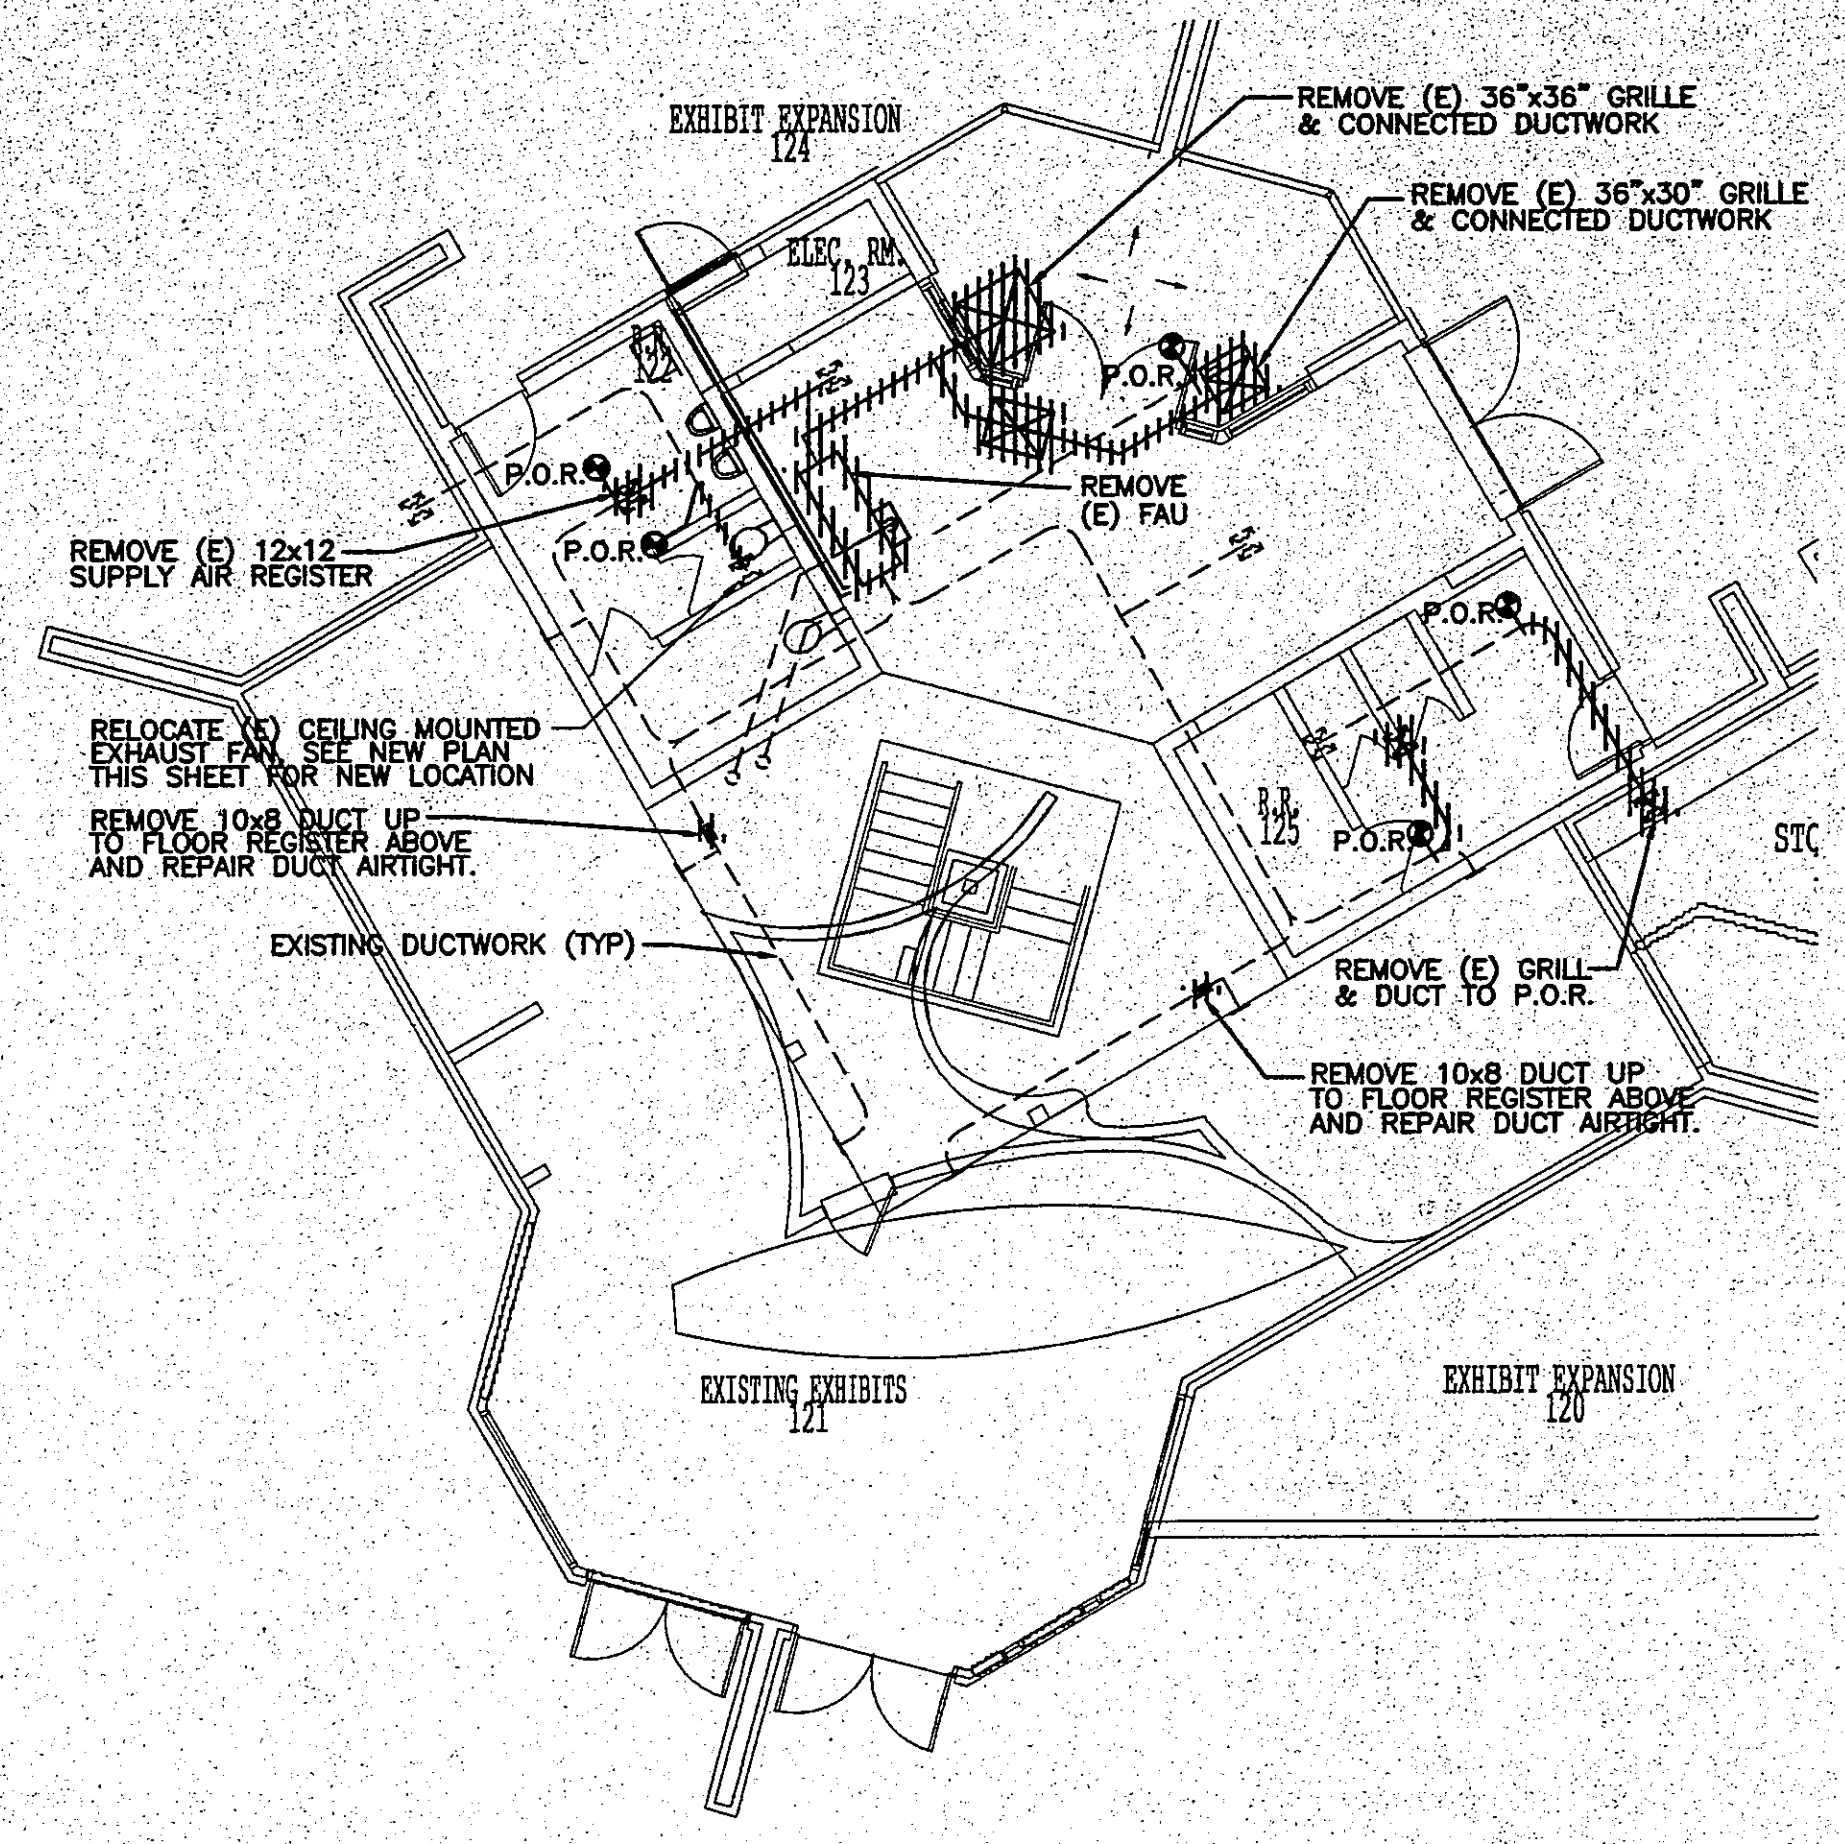 EXHIBIT EXPANSION
124
REMOVE (E) 36"x36" GRILLE
& CONNECTED DUCTWORK
REMOVE (E) 36"x30" GRILLE
& CONNECTED DUCTWORK
ELEC. RM.
123
R.R.
122
P.O.R.
P.O.R.
P.O.R.
REMOVE
(E) FAU
REMOVE (E) 12x12
SUPPLY AIR REGISTER
P.O.R.
RELOCATE (E) CEILING MOUNTED
EXHAUST FAN. SEE NEW PLAN
THIS SHEET FOR NEW LOCATION
REMOVE 10x8 DUCT UP
TO FLOOR REGISTER ABOVE
AND REPAIR DUCT AIRTIGHT.
R.R.
125
P.O.R.
STO
EXISTING DUCTWORK (TYP)
REMOVE (E) GRILL
& DUCT TO P.O.R.
REMOVE 10x8 DUCT UP
TO FLOOR REGISTER ABOVE
AND REPAIR DUCT AIRTIGHT.
EXISTING EXHIBITS
121
EXHIBIT EXPANSION
120